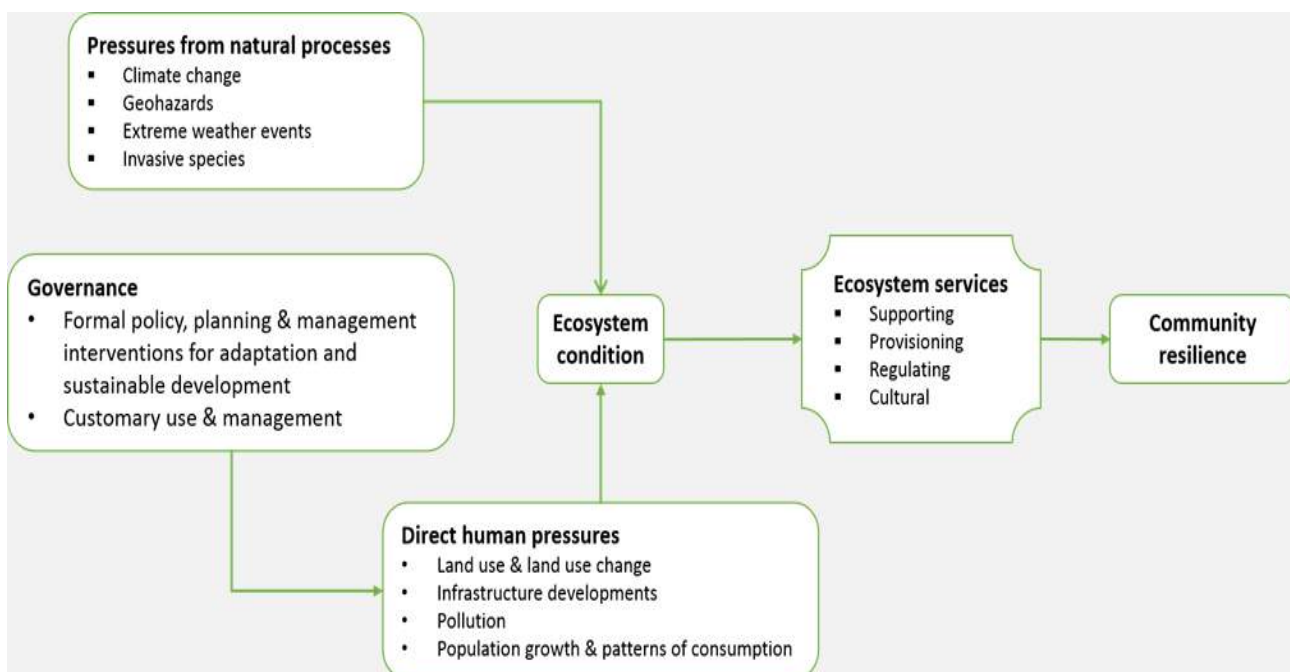 Pressures from natural processes
▪ Climate change
▪ Geohazards
▪ Extreme weather events
▪ Invasive species
Governance
• Formal policy, planning & management
interventions for adaptation and
sustainable development
• Customary use & management
Ecosystem
condition
Ecosystem services
▪ Supporting
▪ Provisioning
▪ Regulating
▪ Cultural
Community
resilience
Direct human pressures
• Land use & land use change
• Infrastructure developments
• Pollution
• Population growth & patterns of consumption